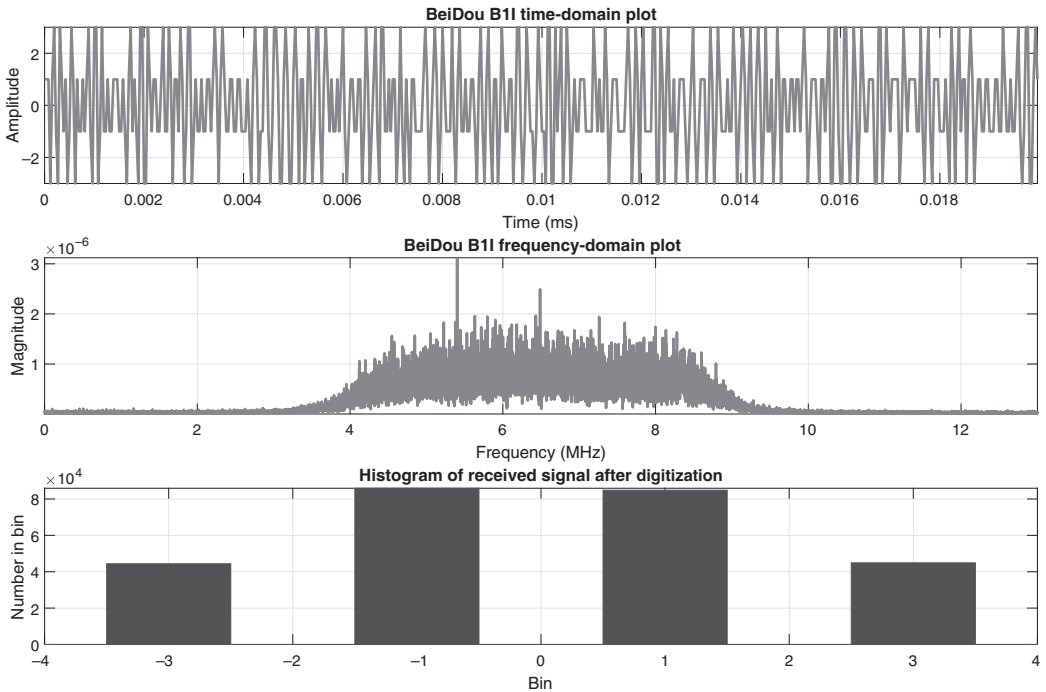 BeiDou B1I time-domain plot
Amplitude
2
0
−2
0 0.002 0.004 0.006 0.008 0.01 0.012 0.014 0.016 0.018
Time (ms)
×10−6
BeiDou B1I frequency-domain plot
Magnitude
3
2
1
0 2 4 6 8 10 12
Frequency (MHz)
×104
Histogram of received signal after digitization
Number in bin
8
6
4
2
0
−4 −3 −2 −1 0 1 2 3 4
Bin